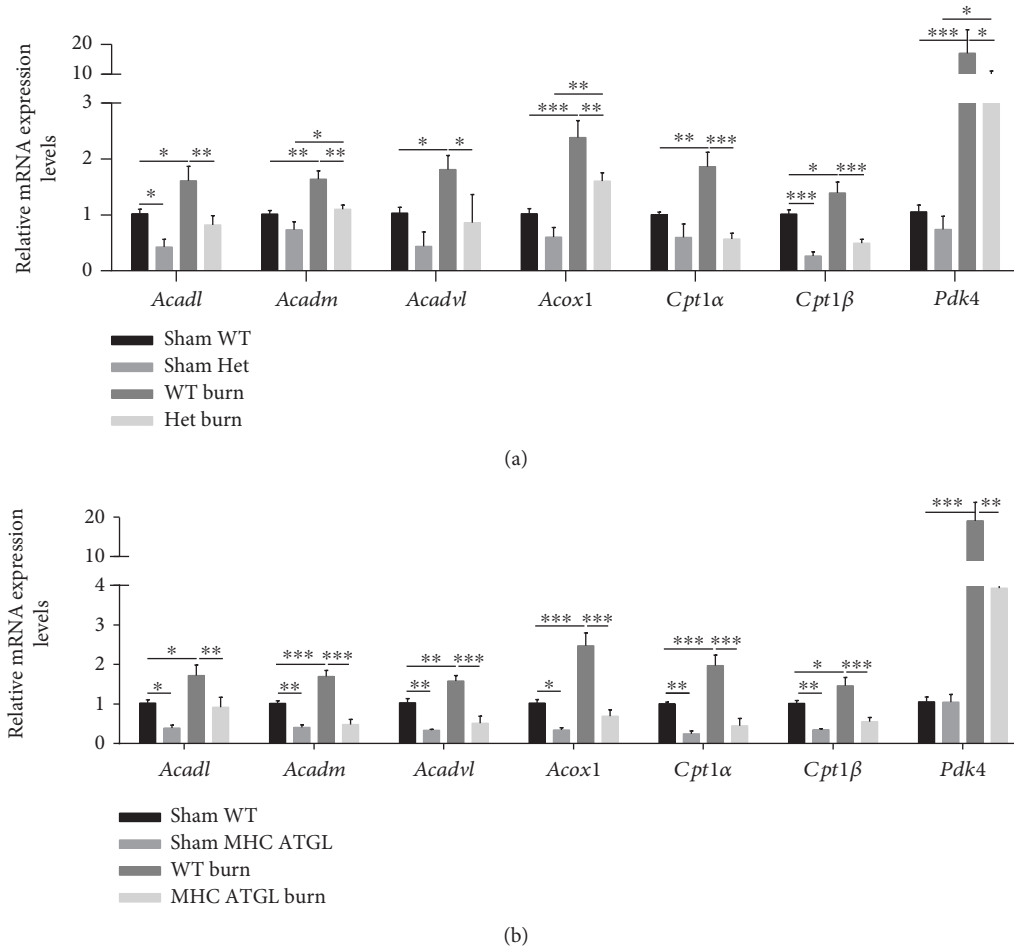 Relative mRNA expression
levels
20
10
3
2
1
0
* ** * ** * * * * *** ** ** ** *** * *** *** *** * * *
* ** *
Acadl Acadm Acadvl Acox1 Cpt1α Cpt1β Pdk4
Sham WT
Sham Het
WT burn
Het burn
(a)
Relative mRNA expression
levels
20
10
4
3
2
1
0
* ** *** *** ** *** *** *** *** *** * *** *** **
* ** ** * ** **
Acadl Acadm Acadvl Acox1 Cpt1α Cpt1β Pdk4
Sham WT
Sham MHC ATGL
WT burn
MHC ATGL burn
(b)